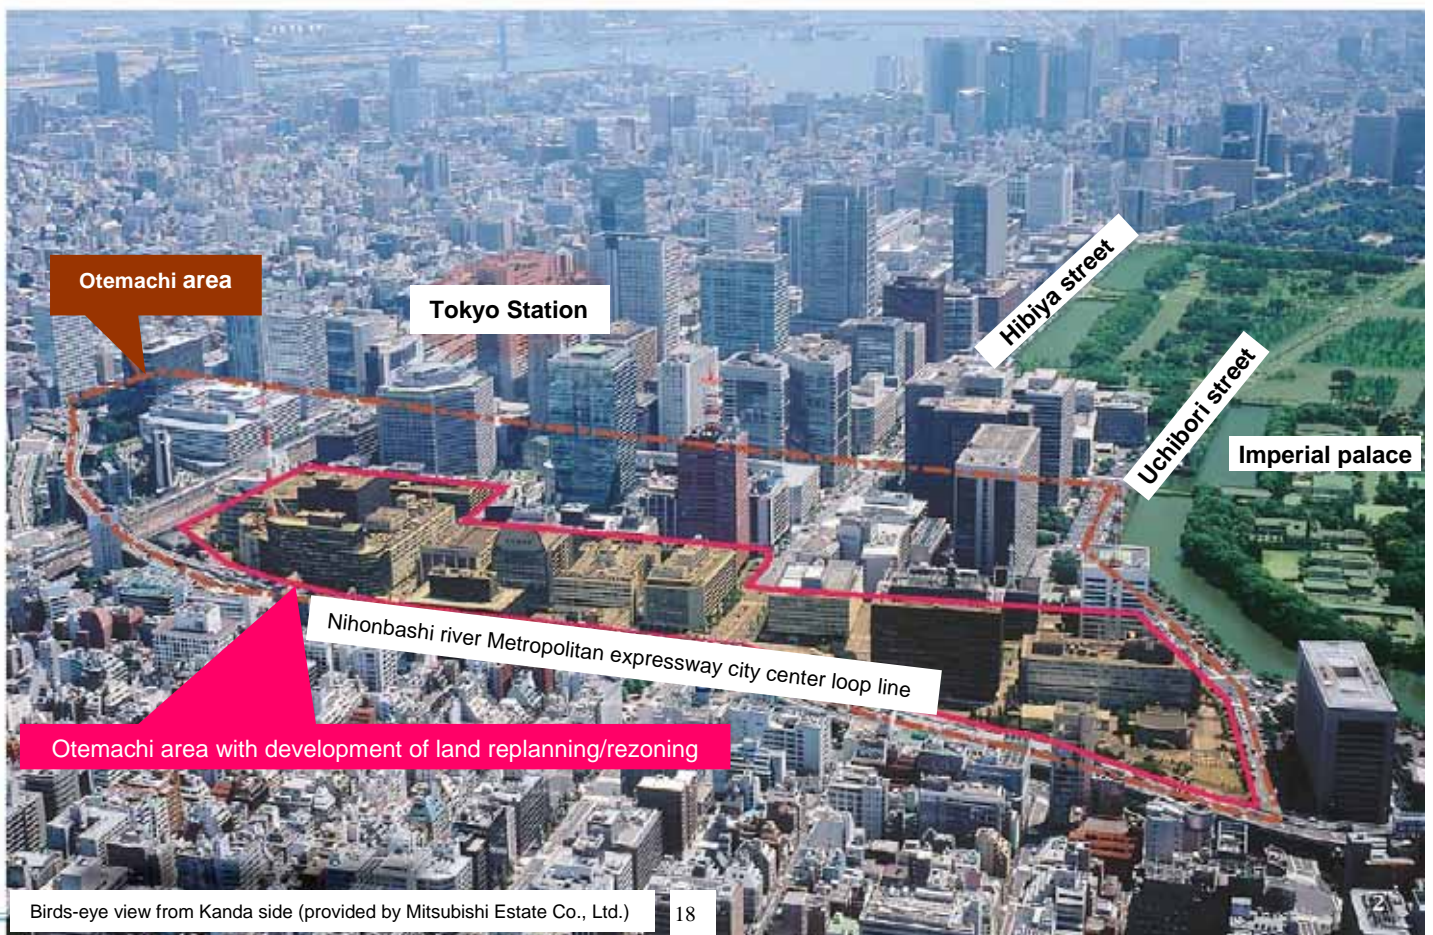 Otemachi area
Tokyo Station
Hibiya street
Uchibori street
Imperial palace
Nihonbashi river Metropolitan expressway city center loop line
Otemachi area with development of land replanning/rezoning
Birds-eye view from Kanda side (provided by Mitsubishi Estate Co., Ltd.)
18
2